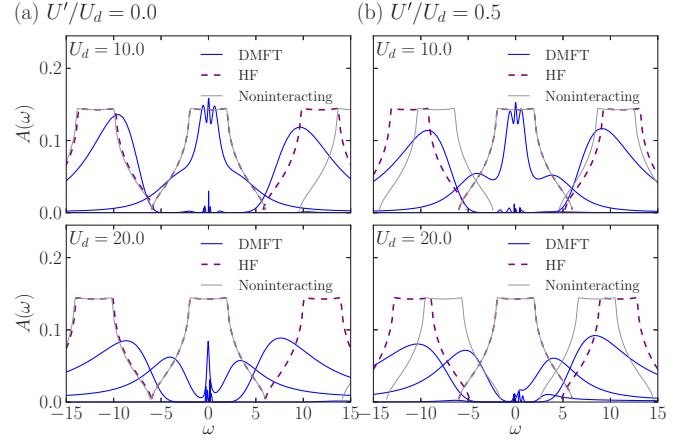 (a) U′/U_d = 0.0
(b) U′/U_d = 0.5
U_d = 10.0
DMFT
HF
Noninteracting
0.2
0.1
0.0
A(ω)
U_d = 10.0
DMFT
HF
Noninteracting
U_d = 20.0
DMFT
HF
Noninteracting
0.2
0.1
0.0
A(ω)
−15 −10 −5 0 5 10 15
ω
U_d = 20.0
DMFT
HF
Noninteracting
−15 −10 −5 0 5 10 15
ω